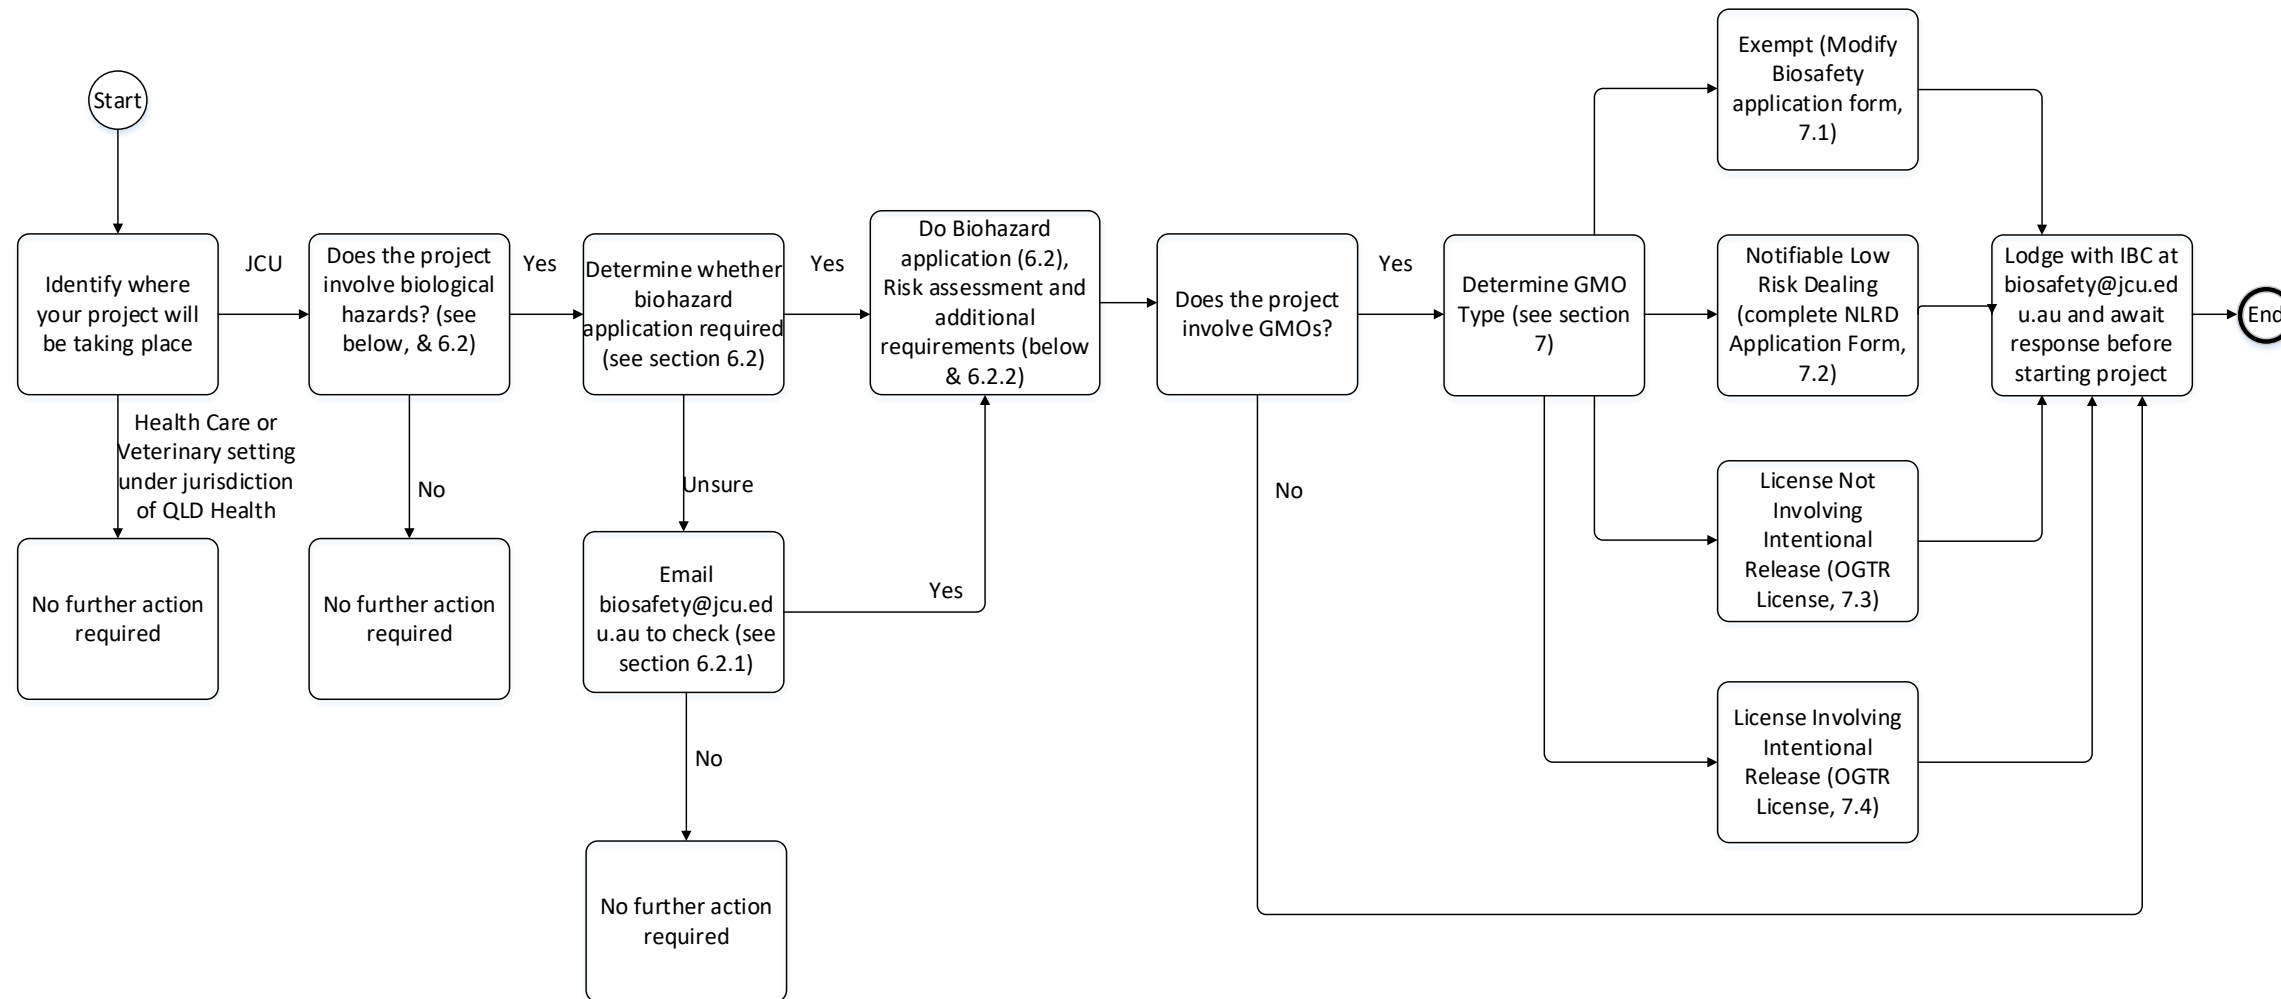 Start
Identify where
your project will
be taking place
JCU
Health Care or
Veterinary setting
under jurisdiction
of QLD Health
No further action
required
Does the project
involve biological
hazards? (see
below, & 6.2)
Yes
No
No further action
required
Determine whether
biohazard
application required
(see section 6.2)
Yes
Unsure
Email
biosafety@jcu.ed
u.au to check (see
section 6.2.1)
Yes
No
No further action
required
Do Biohazard
application (6.2),
Risk assessment and
additional
requirements (below
& 6.2.2)
Does the project
involve GMOs?
Yes
No
Determine GMO
Type (see section
7)
Exempt (Modify
Biosafety
application form,
7.1)
Notifiable Low
Risk Dealing
(complete NLRD
Application Form,
7.2)
License Not
Involving
Intentional
Release (OGTR
License, 7.3)
License Involving
Intentional
Release (OGTR
License, 7.4)
Lodge with IBC at
biosafety@jcu.ed
u.au and await
response before
starting project
End